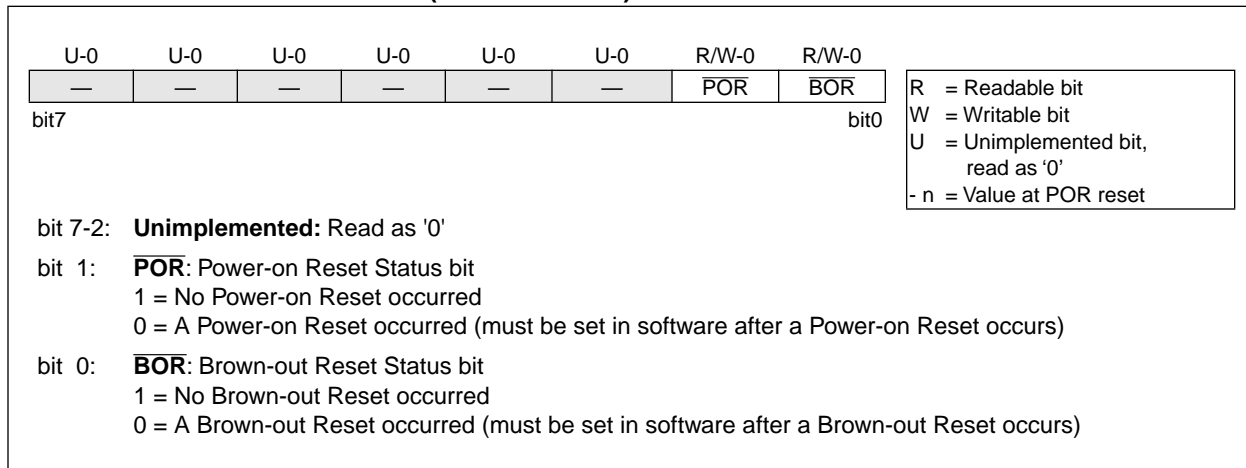 U-0 U-0 U-0 U-0 U-0 U-0 R/W-0 R/W-0
— — — — — — POR BOR
bit7 bit0
R = Readable bit
W = Writable bit
U = Unimplemented bit,
read as ‘0’
- n = Value at POR reset
bit 7-2: Unimplemented: Read as '0'
bit 1: POR: Power-on Reset Status bit
1 = No Power-on Reset occurred
0 = A Power-on Reset occurred (must be set in software after a Power-on Reset occurs)
bit 0: BOR: Brown-out Reset Status bit
1 = No Brown-out Reset occurred
0 = A Brown-out Reset occurred (must be set in software after a Brown-out Reset occurs)